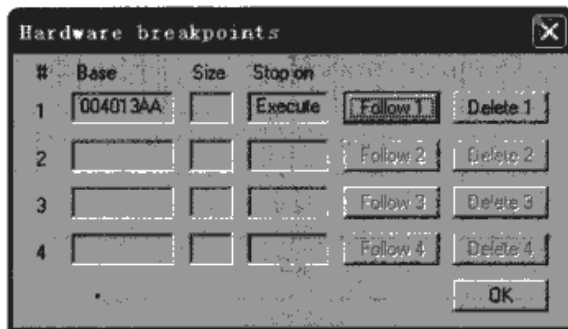 Hardware breakpoints
# Base Size Stop on
1 004013AA Execute Follow 1 Delete 1
2 Follow 2 Delete 2
3 Follow 3 Delete 3
4 Follow 4 Delete 4
OK